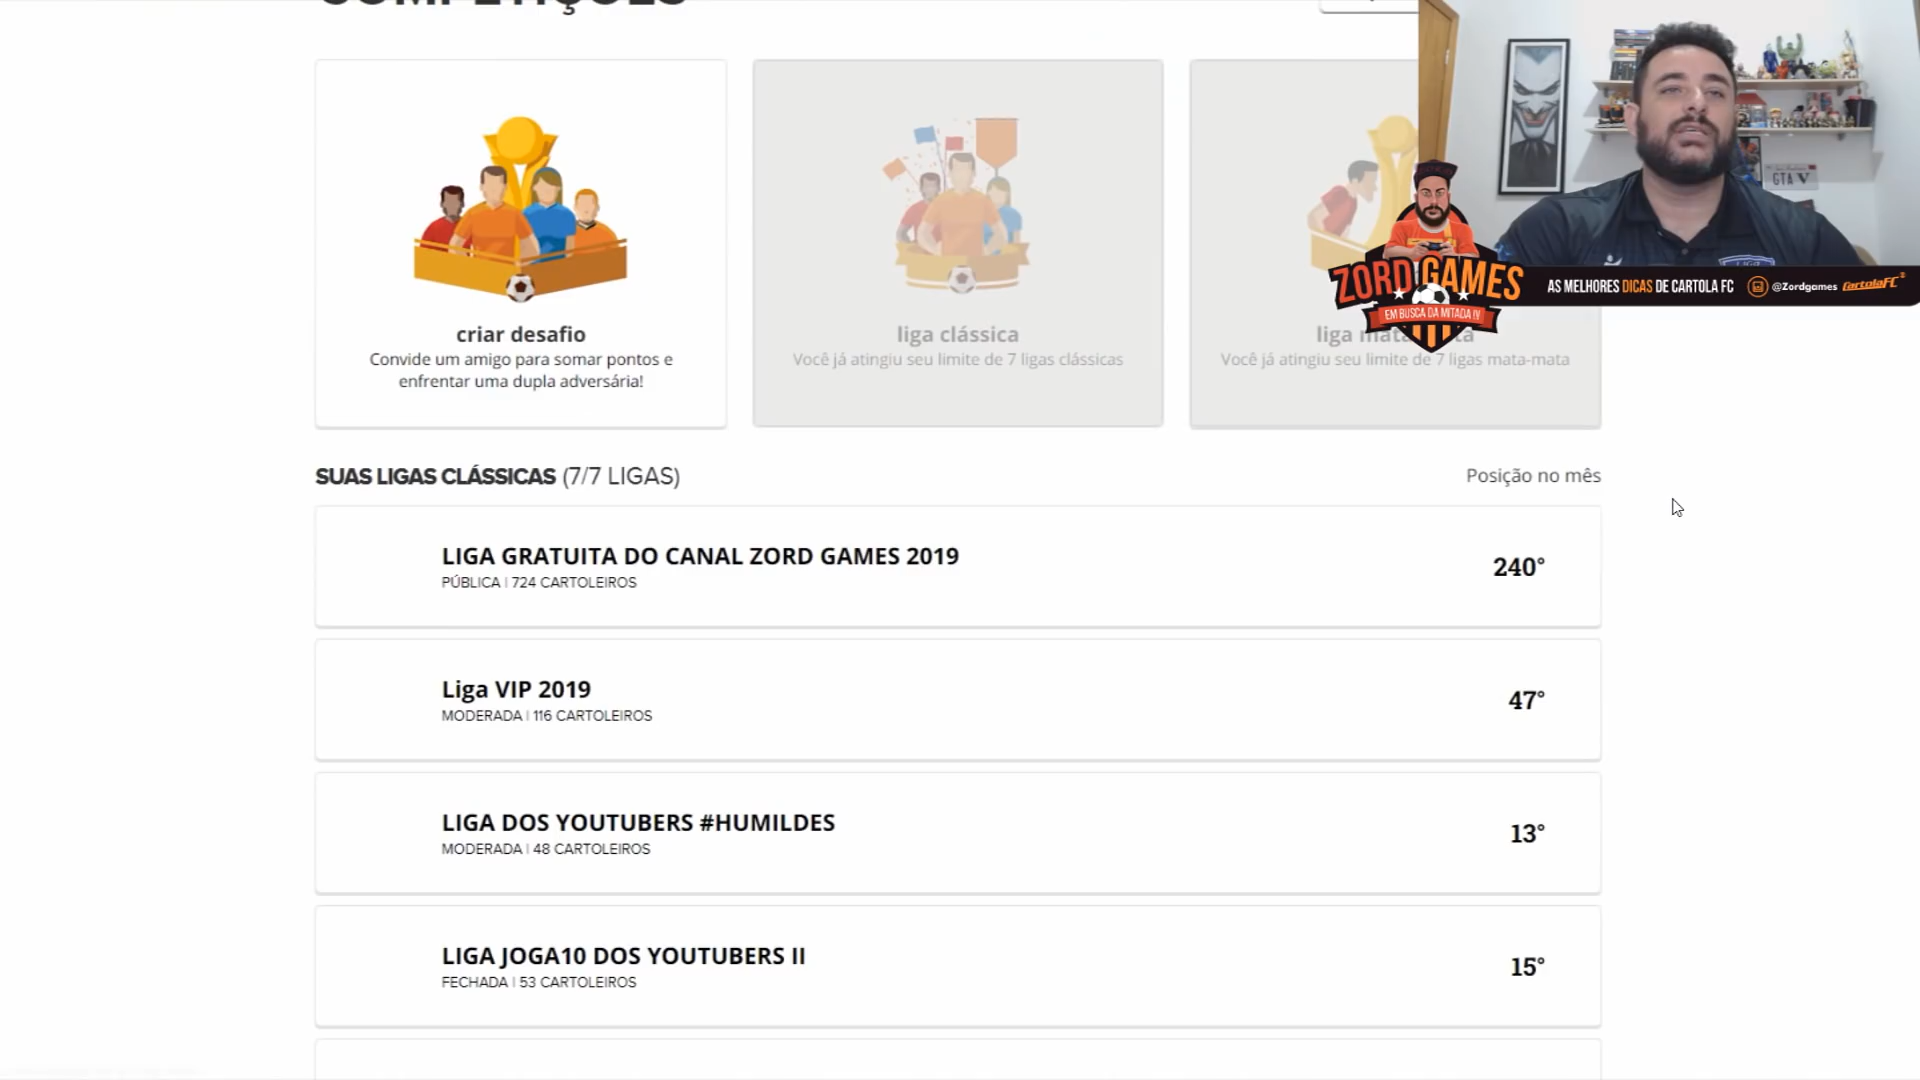 COMPETIÇÕES
criar desafio
Convide um amigo para somar pontos e
enfrentar uma dupla adversária!
liga clássica
Você já atingiu seu limite de 7 ligas clássicas
liga
Você já atingiu seu limite de 7 ligas mata-mata
GTA V
ZORD GAMES
EM BUSCA DA MITADA !!!
AS MELHORES DICAS DE CARTOLA FC
@Zordgames
CartolaFC
SUAS LIGAS CLÁSSICAS (7/7 LIGAS)
Posição no mês
LIGA GRATUITA DO CANAL ZORD GAMES 2019
PÚBLICA | 724 CARTOLEIROS
240°
Liga VIP 2019
MODERADA | 116 CARTOLEIROS
47°
LIGA DOS YOUTUBERS #HUMILDES
MODERADA | 48 CARTOLEIROS
13°
LIGA JOGA10 DOS YOUTUBERS II
FECHADA | 53 CARTOLEIROS
15°